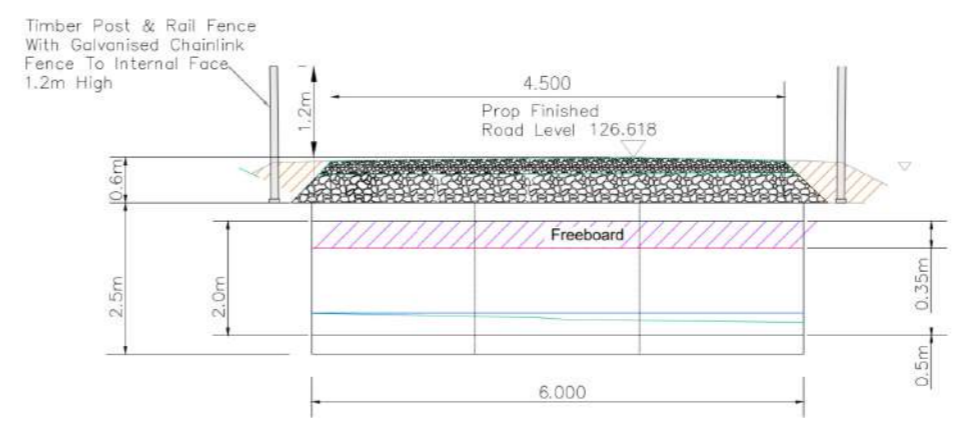 Timber Post & Rail Fence
With Galvanised Chainlink
Fence To Internal Face
1.2m High
1.2m
4.500
Prop Finished
Road Level 126.618
0.6m
Freeboard
2.5m
2.0m
0.35m
0.5m
6.000